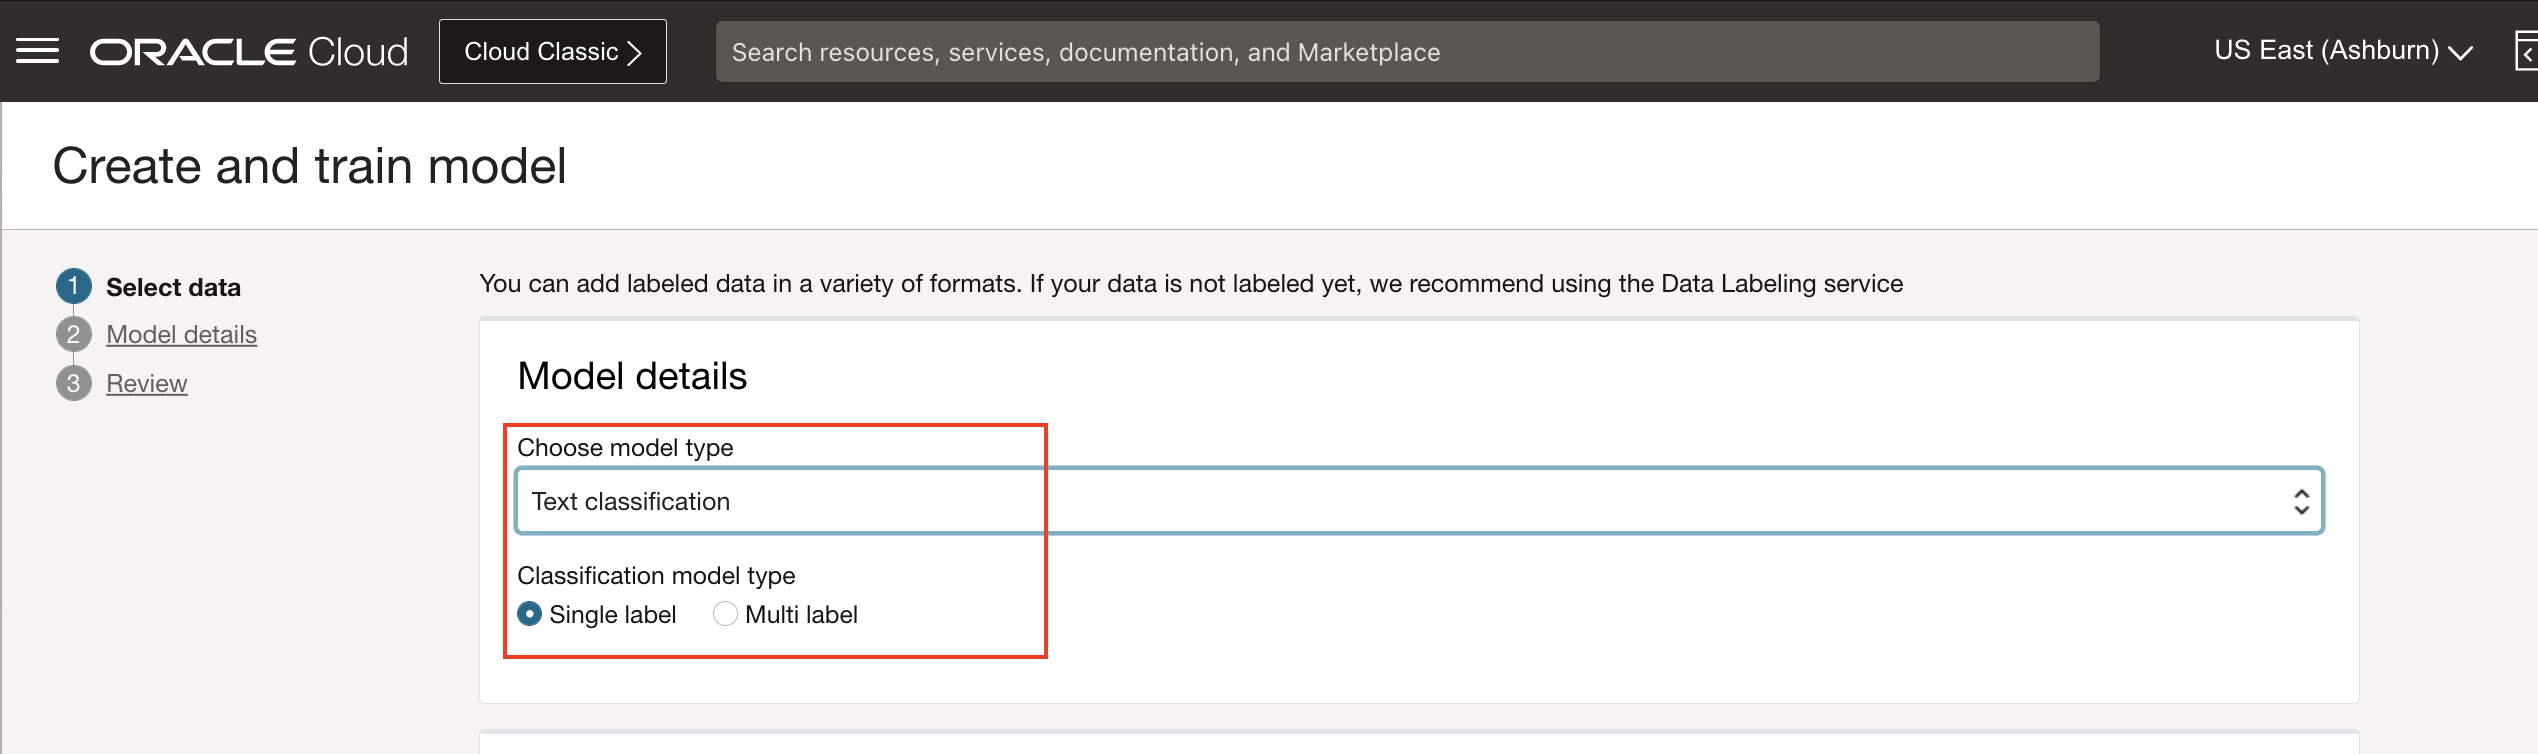 ORACLE Cloud
Cloud Classic
Search resources, services, documentation, and Marketplace
US East (Ashburn)
Create and train model
1 Select data
2 Model details
3 Review
You can add labeled data in a variety of formats. If your data is not labeled yet, we recommend using the Data Labeling service
Model details
Choose model type
Text classification
Classification model type
Single label Multi label